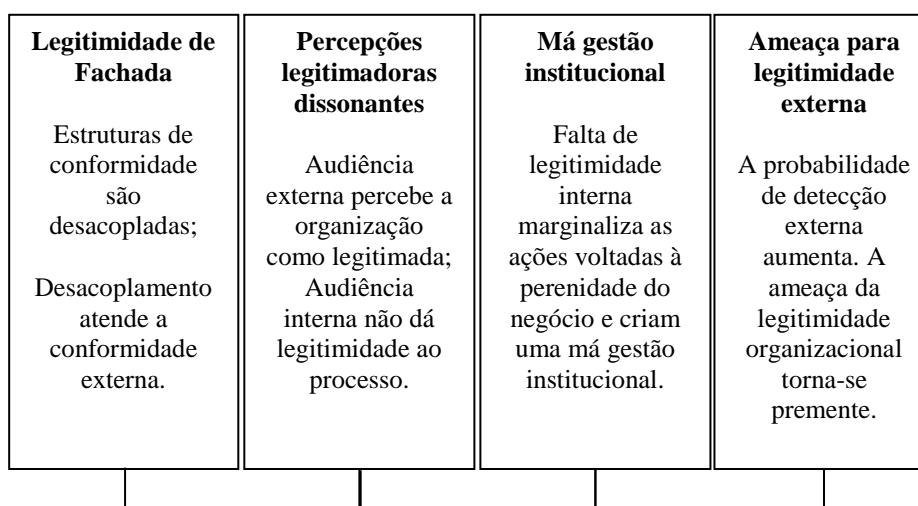 Legitimidade de
Fachada
Estruturas de
conformidade
são
desacopladas;
Desacoplamento
atende a
conformidade
externa.
Percepções
legitimadoras
dissonantes
Audiência
externa percebe a
organização
como legitimada;
Audiência
interna não dá
legitimidade ao
processo.
Má gestão
institucional
Falta de
legitimidade
interna
marginaliza as
ações voltadas à
perenidade do
negócio e criam
uma má gestão
institucional.
Ameaça para
legitimidade
externa
A probabilidade
de detecção
externa
aumenta. A
ameaça da
legitimidade
organizacional
torna-se
premente.